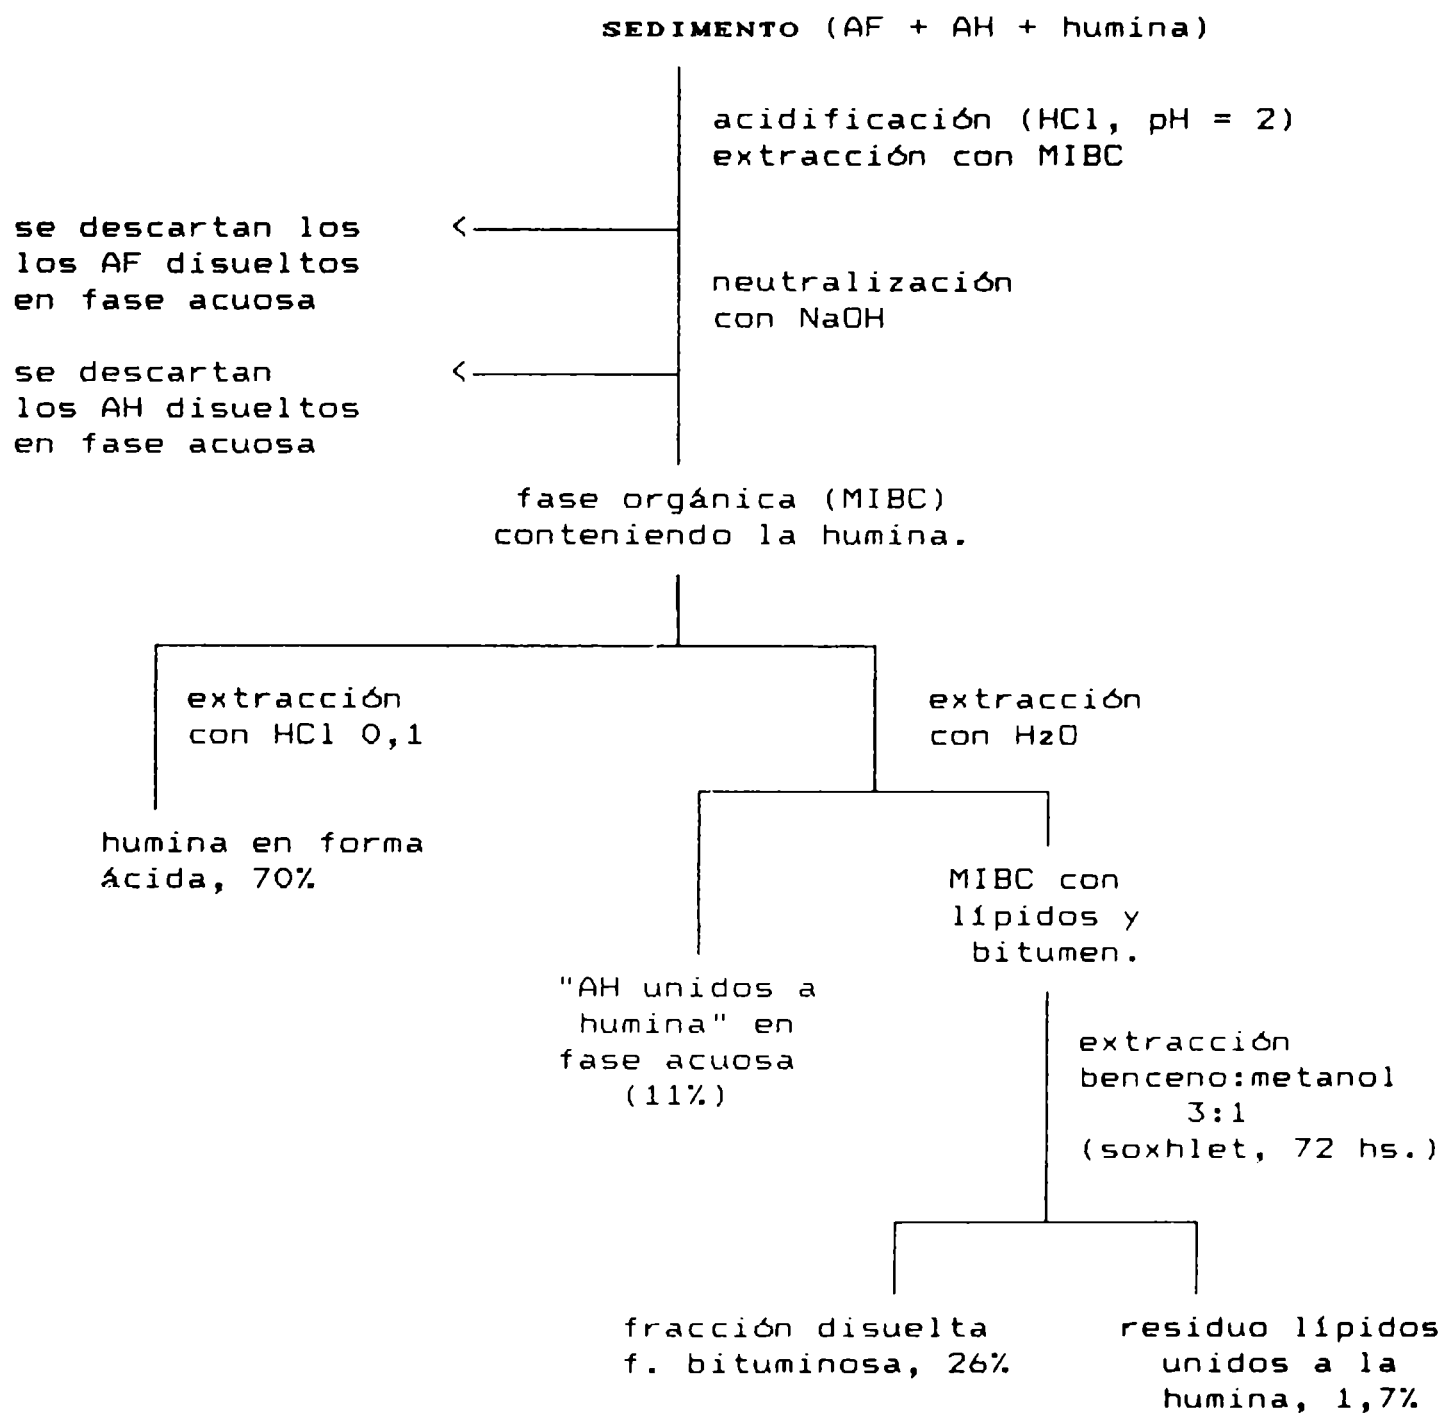 SEDIMENTO (AF + AH + humina)
acidificación (HCl, pH = 2)
extracción con MIBC
se descartan los
los AF disueltos
en fase acuosa
neutralización
con NaOH
se descartan
los AH disueltos
en fase acuosa
fase orgánica (MIBC)
conteniendo la humina.
extracción
con HCl 0,1
extracción
con H2O
humina en forma
ácida, 70%
MIBC con
lípidos y
bitumen.
"AH unidos a
humina" en
fase acuosa
(11%)
extracción
benceno:metanol
3:1
(soxhlet, 72 hs.)
fracción disuelta
f. bituminosa, 26%
residuo lípidos
unidos a la
humina, 1,7%